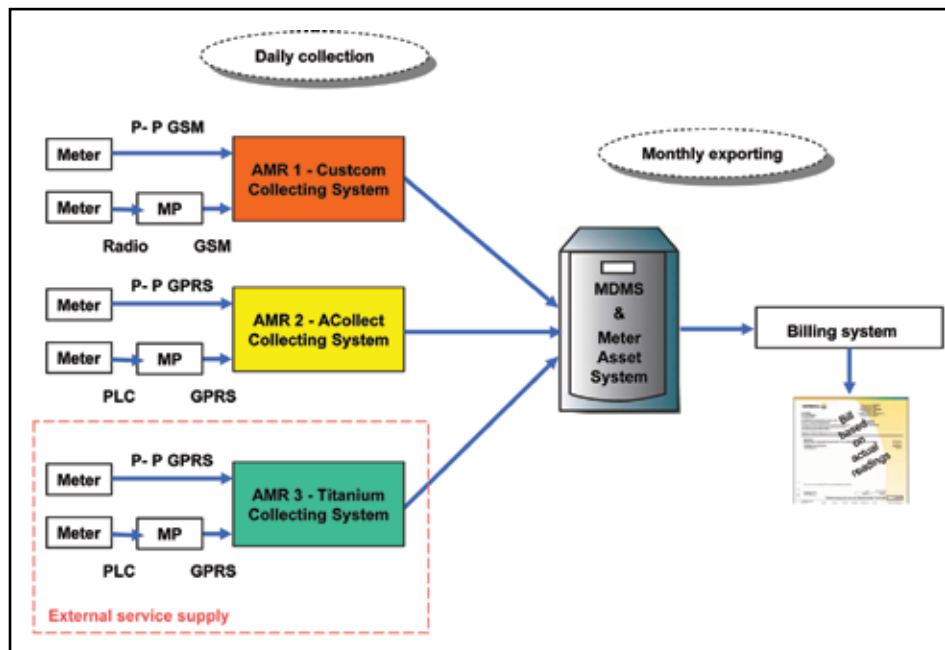 Daily collection
P- P GSM
Meter
AMR 1 - Custcom
Collecting System
Meter
MP
Radio
GSM
Monthly exporting
P- P GPRS
Meter
AMR 2 - ACollect
Collecting System
Meter
MP
PLC
GPRS
MDMS
&
Meter
Asset
System
Billing system
Bill
based
on
actual
readings
P- P GPRS
Meter
AMR 3 - Titanium
Collecting System
Meter
MP
PLC
GPRS
External service supply